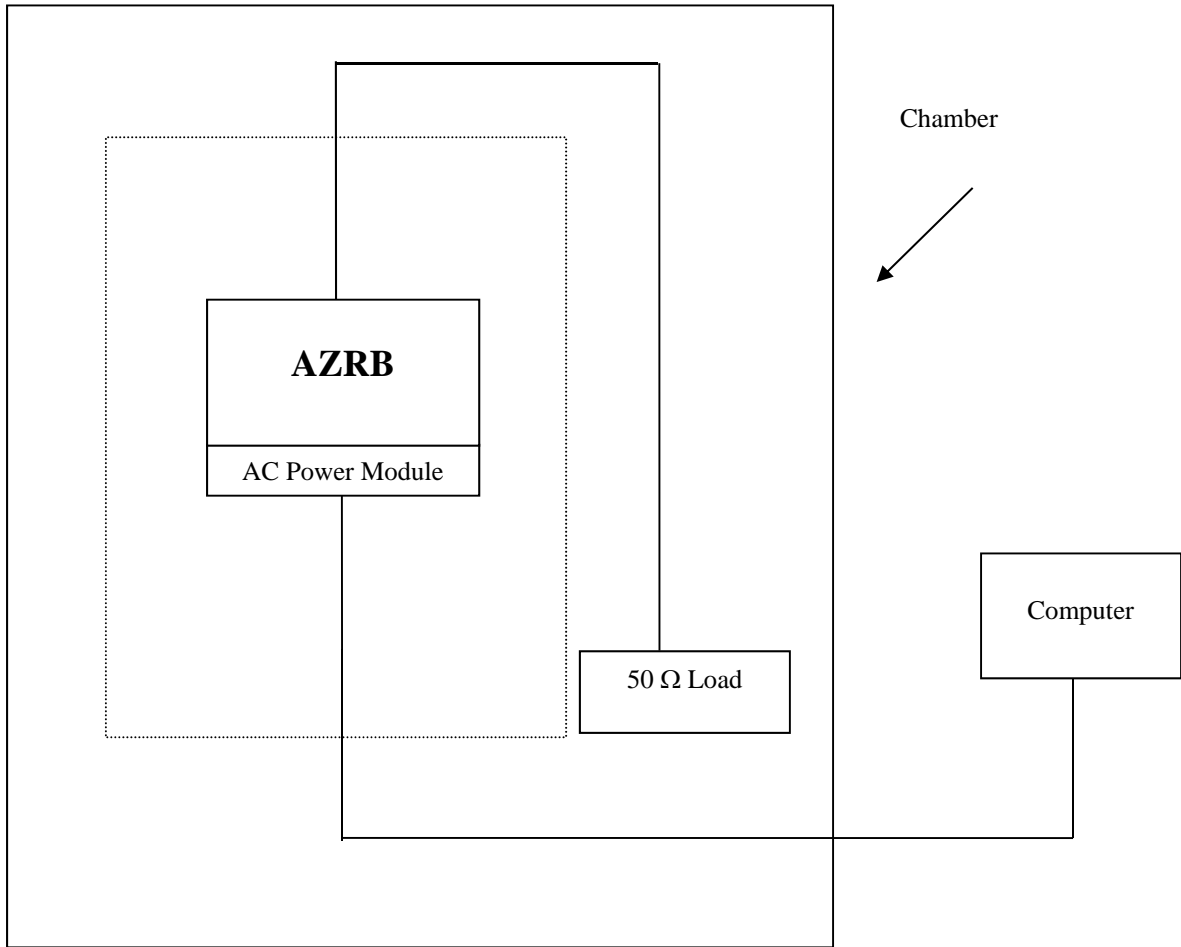 Chamber
AZRB
AC Power Module
Computer
50 Ω Load